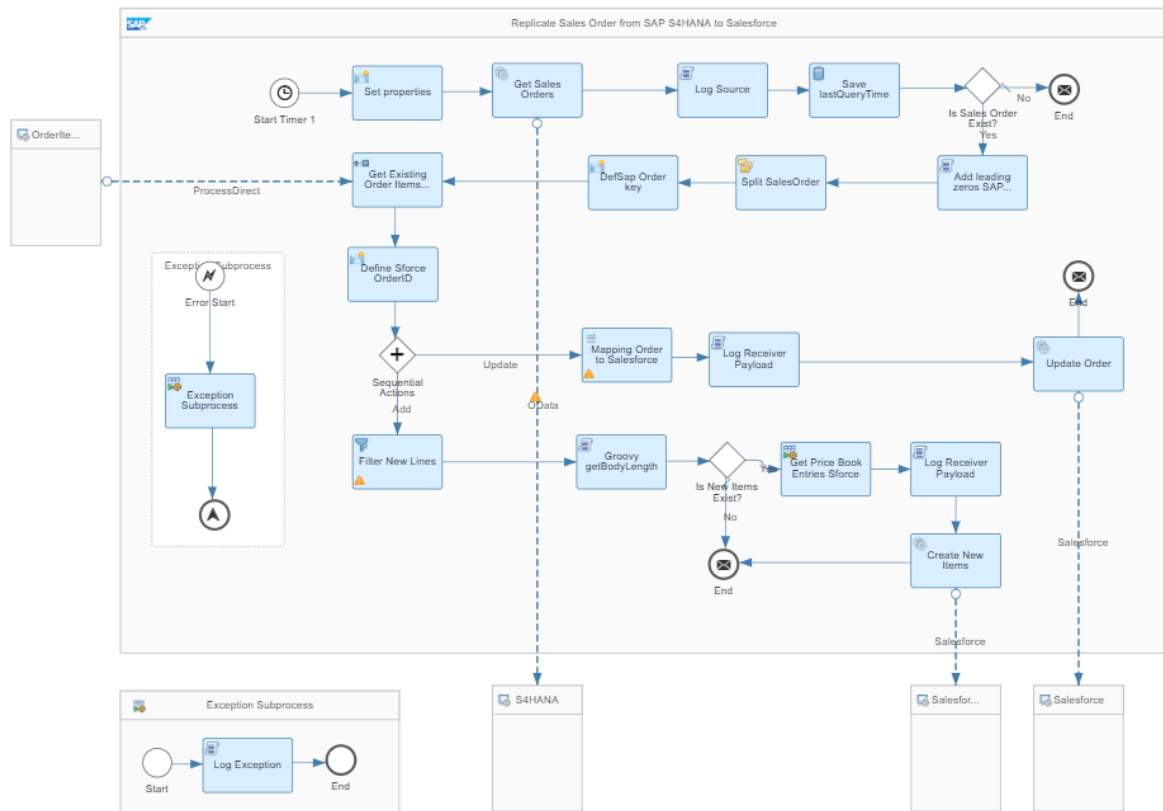 SAP
Replicate Sales Order from SAP S4HANA to Salesforce
Start Timer 1
Set properties
Get Sales
Orders
Log Source
Save
lastQueryTime
Is Sales Order
Exist?
No
End
Yes
OrderIte...
ProcessDirect
Get Existing
Order Items...
DefSap Order
key
Split SalesOrder
Add leading
zeros SAP...
Exception Subprocess
Error Start
Exception
Subprocess
Define Sforce
OrderID
Sequential
Actions
Update
Add
Mapping Order
to Salesforce
Log Receiver
Payload
Update Order
End
OData
Filter New Lines
Groovy
getBodyLength
Is New Items
Exist?
Yes
No
Get Price Book
Entries Sforce
Log Receiver
Payload
Create New
Items
End
Salesforce
Salesforce
Exception Subprocess
Start
Log Exception
End
S4HANA
Salesfor...
Salesforce